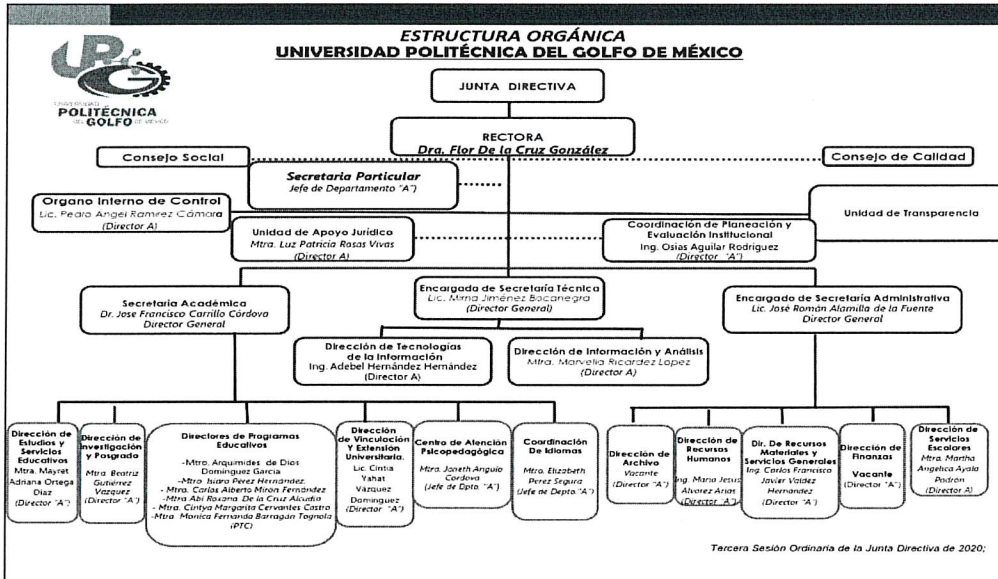 ESTRUCTURA ORGÁNICA
UNIVERSIDAD POLITÉCNICA DEL GOLFO DE MÉXICO
UNIVERSIDAD
POLITÉCNICA
DEL GOLFO DE MÉXICO
JUNTA DIRECTIVA
RECTORA
Dra. Flor De la Cruz González
Consejo Social
Consejo de Calidad
Secretaria Particular
Jefe de Departamento "A")
Organo Interno de Control
Lic. Pedro Angel Ramirez Cámara
(Director A)
Unidad de Transparencia
Unidad de Apoyo Jurídico
Mtra. Luz Patricia Rosas Vivas
(Director A)
Coordinación de Planeación y
Evaluación Institucional
Ing. Osias Aguilar Rodriguez
(Director "A")
Secretaria Académica
Dr. Jose Francisco Carrillo Córdova
Director General
Encargada de Secretaría Técnica
Lic. Mirna Jiménez Bocanegra
(Director General)
Encargado de Secretaría Administrativa
Lic. José Román Alamilla de la Fuente
Director General
Dirección de Tecnologías
de la Información
Ing. Adebel Hernández Hernández
(Director A)
Dirección de Información y Análisis
Mtra. Marvelia Ricardez Lopez
(Director A)
Dirección de
Estudios y
Servicios
Educativos
Mtra. Mayret
Adriana Ortega
Diaz
(Director "A")
Dirección de
Investigación
y Posgrado
Mtra. Beatriz
Gutiérrez
Vazquez
(Director "A")
Directores de Programas
Educativos
-Mtro. Arquimides de Dios
Dominguez Garcia
-Mtro. Isiara Perez Hernández.
- Mtro. Carlos Alberto Miron Fernández
-Mtra Abi Roxana De la Cruz Alcudia
- Mtra. Cintya Margarita Cervantes Castro
-Mtra. Monica Fernanda Barragán Tognola
(PTC)
Dirección
de Vinculación
Y Extensión
Universitaria.
Lic. Cintia
Yahat
Vázquez
Dominguez
(Director "A")
Centro de Atención
Psicopedagógica
Mtra. Janeth Angulo
Cordova
(Jefe de Dpto. "A")
Coordinación
De Idiomas
Mtro. Elizabeth
Perez Segura
(Jefe de Depto. "A")
Dirección
de Archivo
Vacante
(Director "A")
Dirección de
Recursos
Humanos
Ing. Maria Jesus
Alvarez Arias
(Director "A")A
Dir. De Recursos
Materiales y
Servicios Generales
Ing. Carlos Francisco
Javier Valdez
Hernández
(Director "A")
Dirección
de Finanzas
Vacante
(Director "A")
Dirección de
Servicios
Escolares
Mtra. Martha
Angelica Ayala
Padrón
(Director A)
Tercera Sesión Ordinaria de la Junta Directiva de 2020;